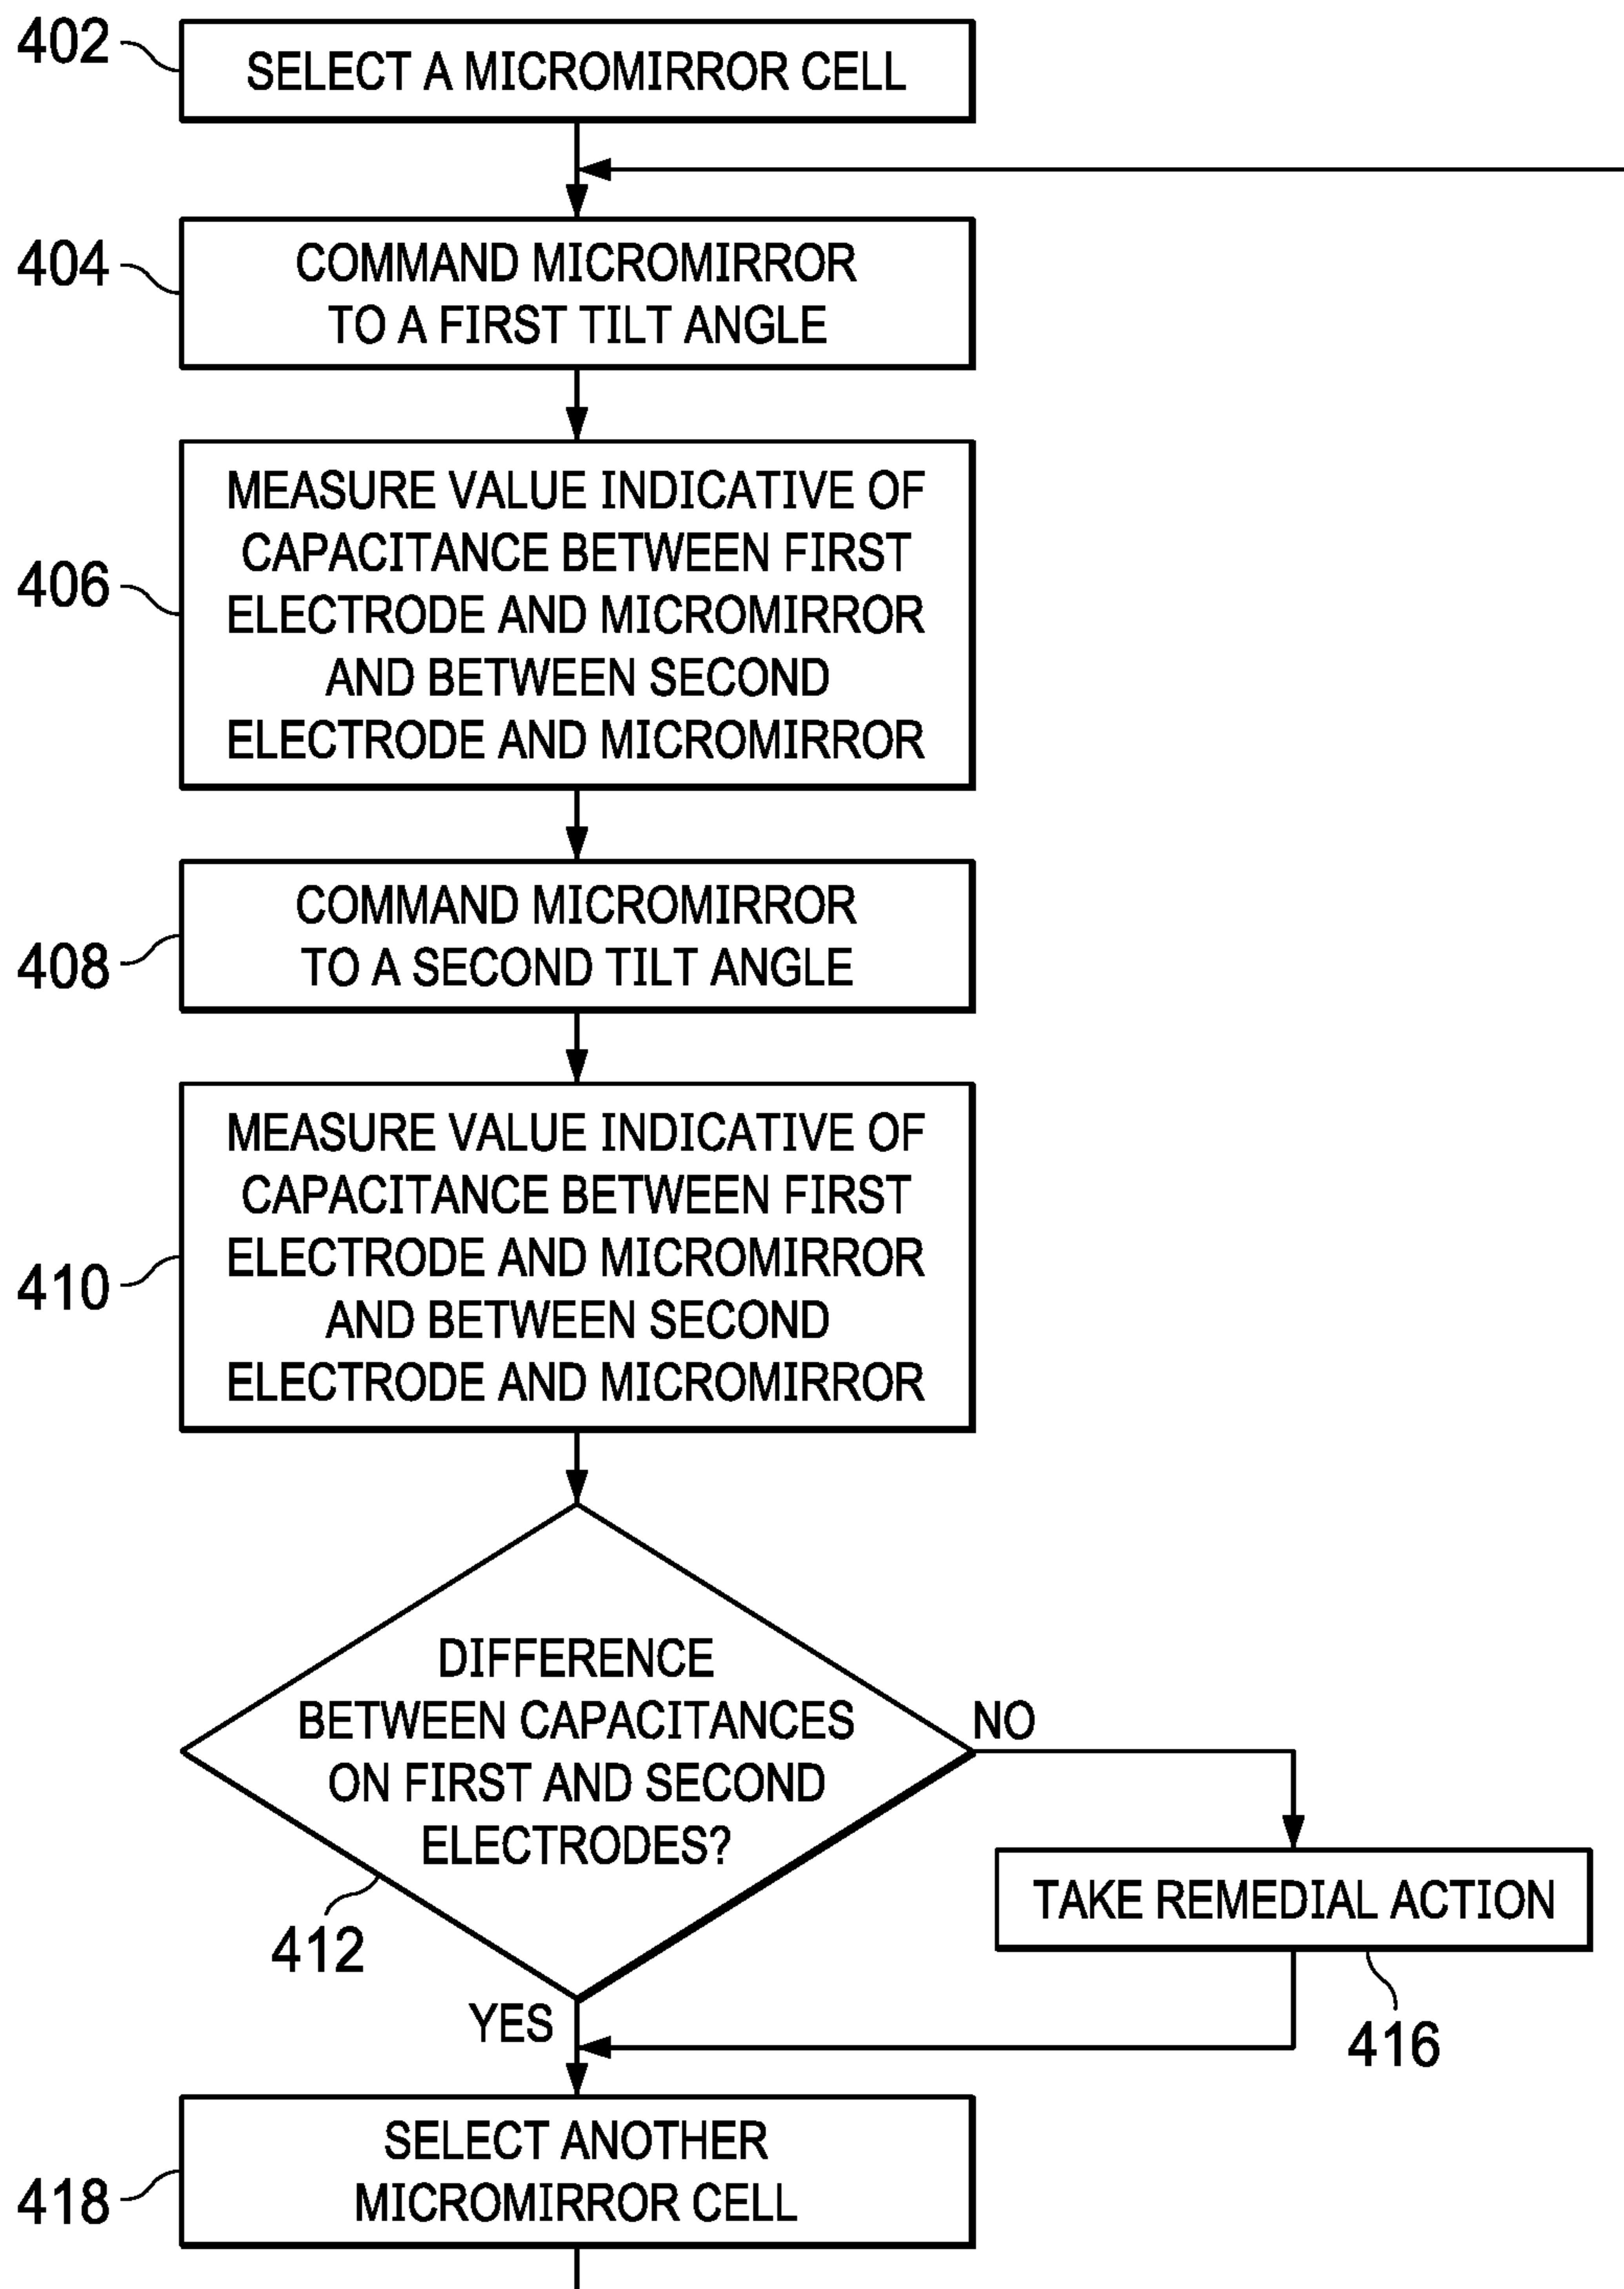 402
SELECT A MICROMIRROR CELL
404
COMMAND MICROMIRROR
TO A FIRST TILT ANGLE
406
MEASURE VALUE INDICATIVE OF
CAPACITANCE BETWEEN FIRST
ELECTRODE AND MICROMIRROR
AND BETWEEN SECOND
ELECTRODE AND MICROMIRROR
408
COMMAND MICROMIRROR
TO A SECOND TILT ANGLE
410
MEASURE VALUE INDICATIVE OF
CAPACITANCE BETWEEN FIRST
ELECTRODE AND MICROMIRROR
AND BETWEEN SECOND
ELECTRODE AND MICROMIRROR
DIFFERENCE
BETWEEN CAPACITANCES
ON FIRST AND SECOND
ELECTRODES?
412
NO
TAKE REMEDIAL ACTION
416
YES
418
SELECT ANOTHER
MICROMIRROR CELL